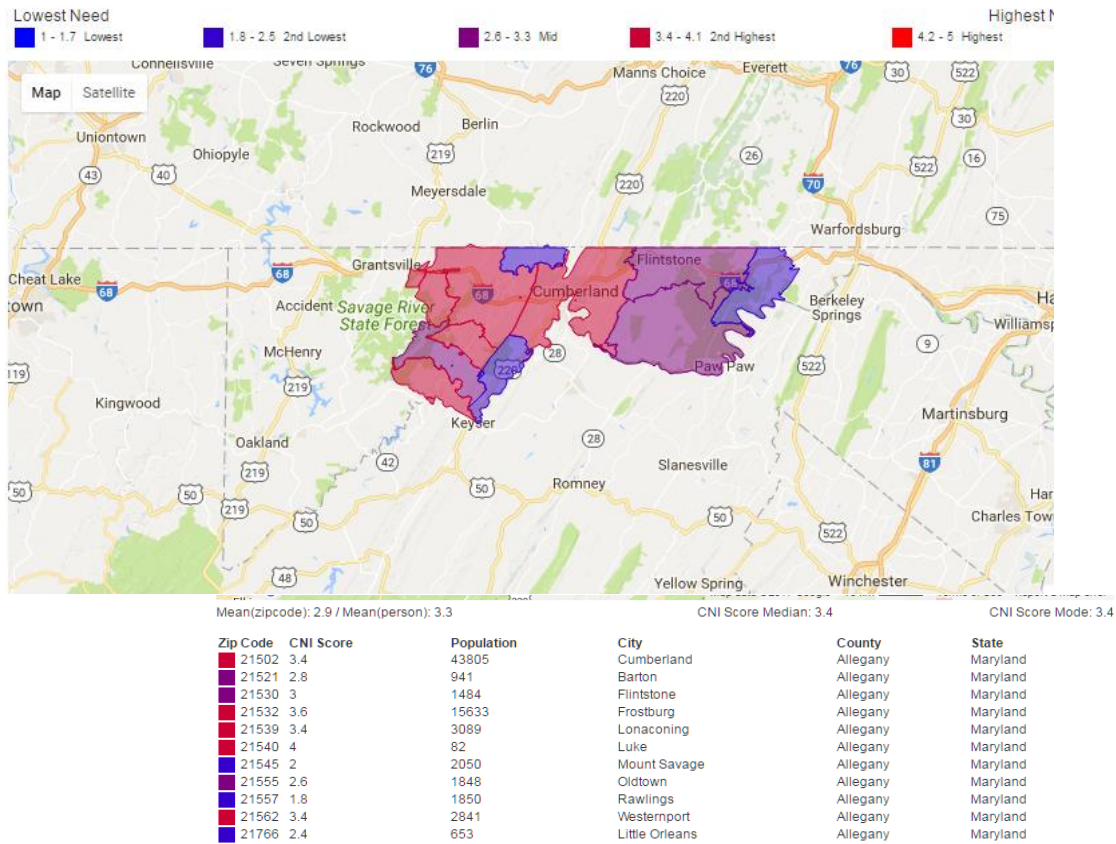 Lowest Need Highest N
1 - 1.7 Lowest 1.8 - 2.5 2nd Lowest 2.6 - 3.3 Mid 3.4 - 4.1 2nd Highest 4.2 - 5 Highest
Connellsville Seven Springs 76 Manns Choice Everett 76 30 522
Map Satellite
220
30
Uniontown Rockwood Berlin
Ohiopyle 219 26 522 16
43 40 220 70
Meyersdale
75
Warfordsburg
Grantsville Flintstone
Cheat Lake 68 68
town 68 68 Cumberland Berkeley Springs
Accident Savage River State Forest
28 Williamsp
McHenry 9
119 219 220 Paw Paw 522
Kingwood Keyser Martinsburg
Oakland 28
42 81
219 Slanesville
50 50 50 Romney Har
219 50 50 522 Charles Tow
48 Yellow Spring Winchester
Mean(zipcode): 2.9 / Mean(person): 3.3 CNI Score Median: 3.4 CNI Score Mode: 3.4
Zip Code CNI Score Population City County State
21502 3.4 43805 Cumberland Allegany Maryland
21521 2.8 941 Barton Allegany Maryland
21530 3 1484 Flintstone Allegany Maryland
21532 3.6 15633 Frostburg Allegany Maryland
21539 3.4 3089 Lonaconing Allegany Maryland
21540 4 82 Luke Allegany Maryland
21545 2 2050 Mount Savage Allegany Maryland
21555 2.6 1848 Oldtown Allegany Maryland
21557 1.8 1850 Rawlings Allegany Maryland
21562 3.4 2841 Westernport Allegany Maryland
21766 2.4 653 Little Orleans Allegany Maryland